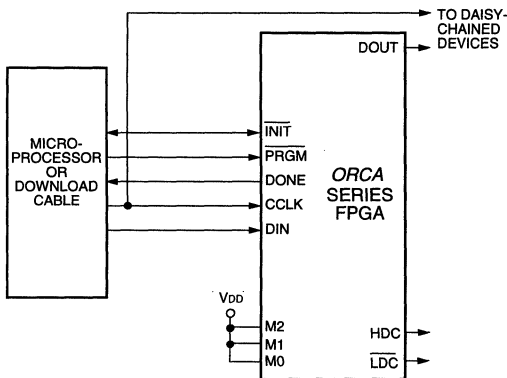 TO DAISY-
CHAINED
DEVICES
DOUT
MICRO-
PROCESSOR
OR
DOWNLOAD
CABLE
INIT
PRGM
DONE
CCLK
DIN
ORCA
SERIES
FPGA
VDD
M2
M1
M0
HDC
LDC